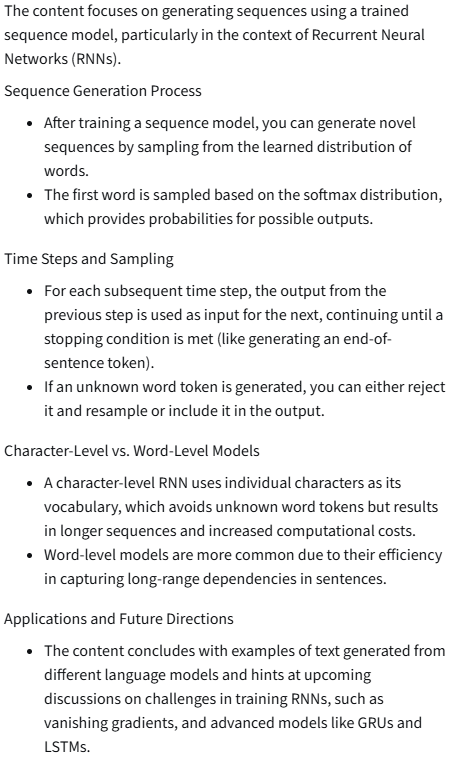 The content focuses on generating sequences using a trained
sequence model, particularly in the context of Recurrent Neural
Networks (RNNs).
Sequence Generation Process
• After training a sequence model, you can generate novel
sequences by sampling from the learned distribution of
words.
• The first word is sampled based on the softmax distribution,
which provides probabilities for possible outputs.
Time Steps and Sampling
• For each subsequent time step, the output from the
previous step is used as input for the next, continuing until a
stopping condition is met (like generating an end-of-
sentence token).
• If an unknown word token is generated, you can either reject
it and resample or include it in the output.
Character-Level vs. Word-Level Models
• A character-level RNN uses individual characters as its
vocabulary, which avoids unknown word tokens but results
in longer sequences and increased computational costs.
• Word-level models are more common due to their efficiency
in capturing long-range dependencies in sentences.
Applications and Future Directions
• The content concludes with examples of text generated from
different language models and hints at upcoming
discussions on challenges in training RNNs, such as
vanishing gradients, and advanced models like GRUs and
LSTMs.